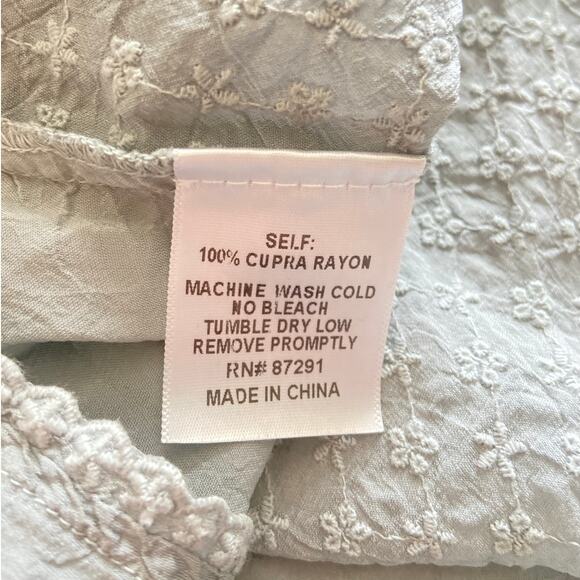 SELF:
100% CUPRA RAYON
MACHINE WASH COLD
NO BLEACH
TUMBLE DRY LOW
REMOVE PROMPTLY
RN# 87291
MADE IN CHINA